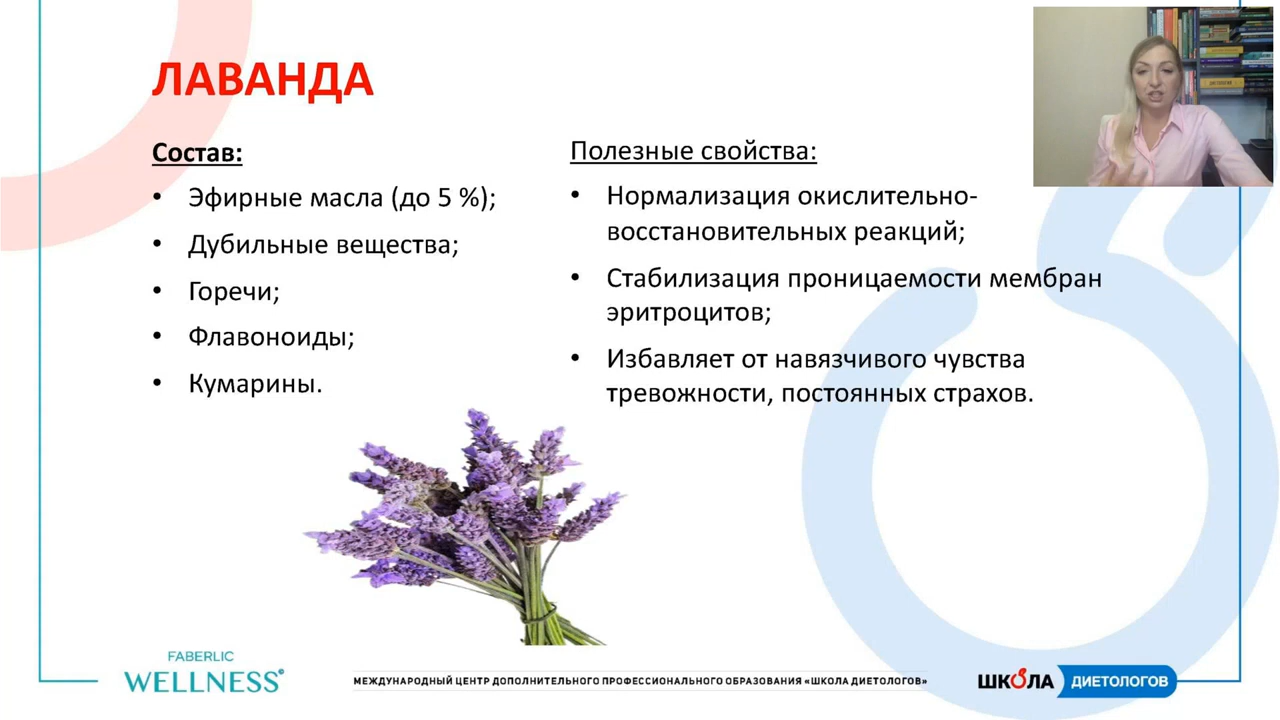 ЛАВАНДА
Состав:
• Эфирные масла (до 5 %);
• Дубильные вещества;
• Горечи;
• Флавоноиды;
• Кумарины.
Полезные свойства:
• Нормализация окислительно-
восстановительных реакций;
• Стабилизация проницаемости мембран
эритроцитов;
• Избавляет от навязчивого чувства
тревожности, постоянных страхов.
FABERLIC
WELLNESS
МЕЖДУНАРОДНЫЙ ЦЕНТР ДОПОЛНИТЕЛЬНОГО ПРОФЕССИОНАЛЬНОГО ОБРАЗОВАНИЯ «ШКОЛА ДИЕТОЛОГОВ»
ШКОЛА ДИЕТОЛОГОВ